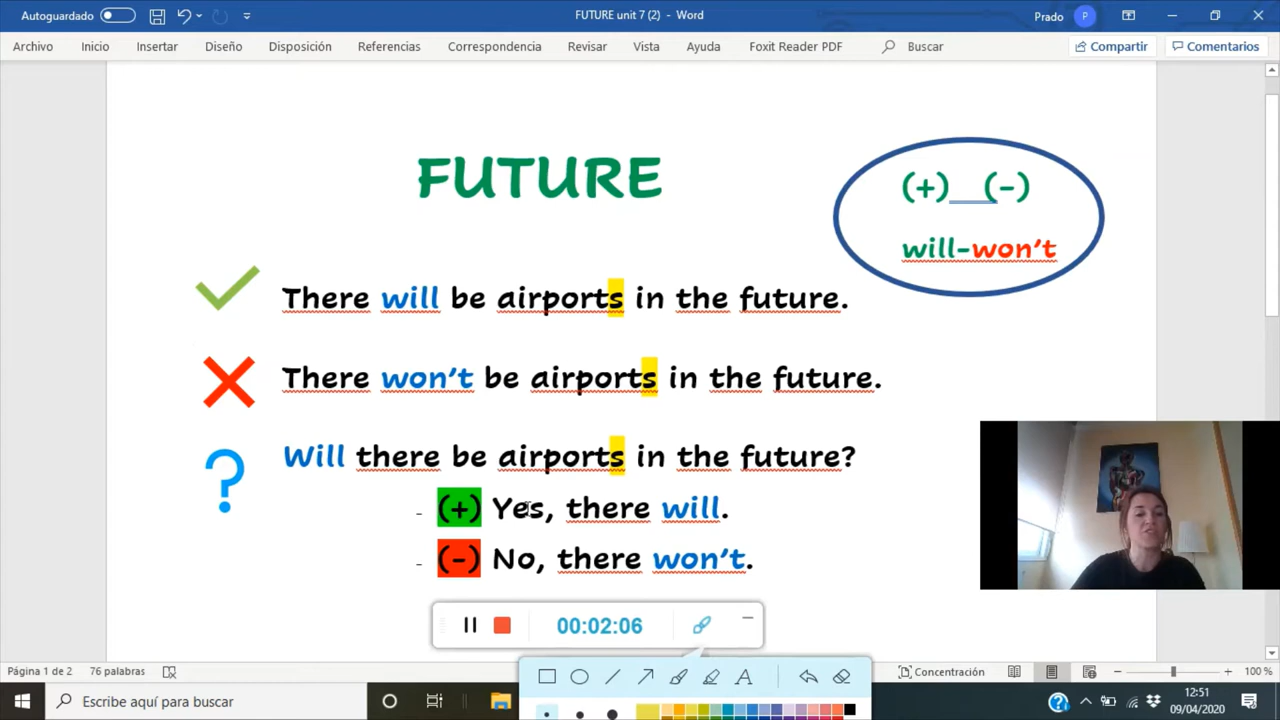 Autoguardado
FUTURE unit 7 (2) - Word
Prado
P
Archivo Inicio Insertar Diseño Disposición Referencias Correspondencia Revisar Vista Ayuda Foxit Reader PDF Buscar Compartir Comentarios
FUTURE
(+)__(-)
will-won't
There will be airports in the future.
There won't be airports in the future.
? Will there be airports in the future?
- (+) Yes, there will.
- (-) No, there won't.
00:02:06
A
Página 1 de 2 76 palabras Concentración 100 %
Escribe aquí para buscar
12:51
09/04/2020